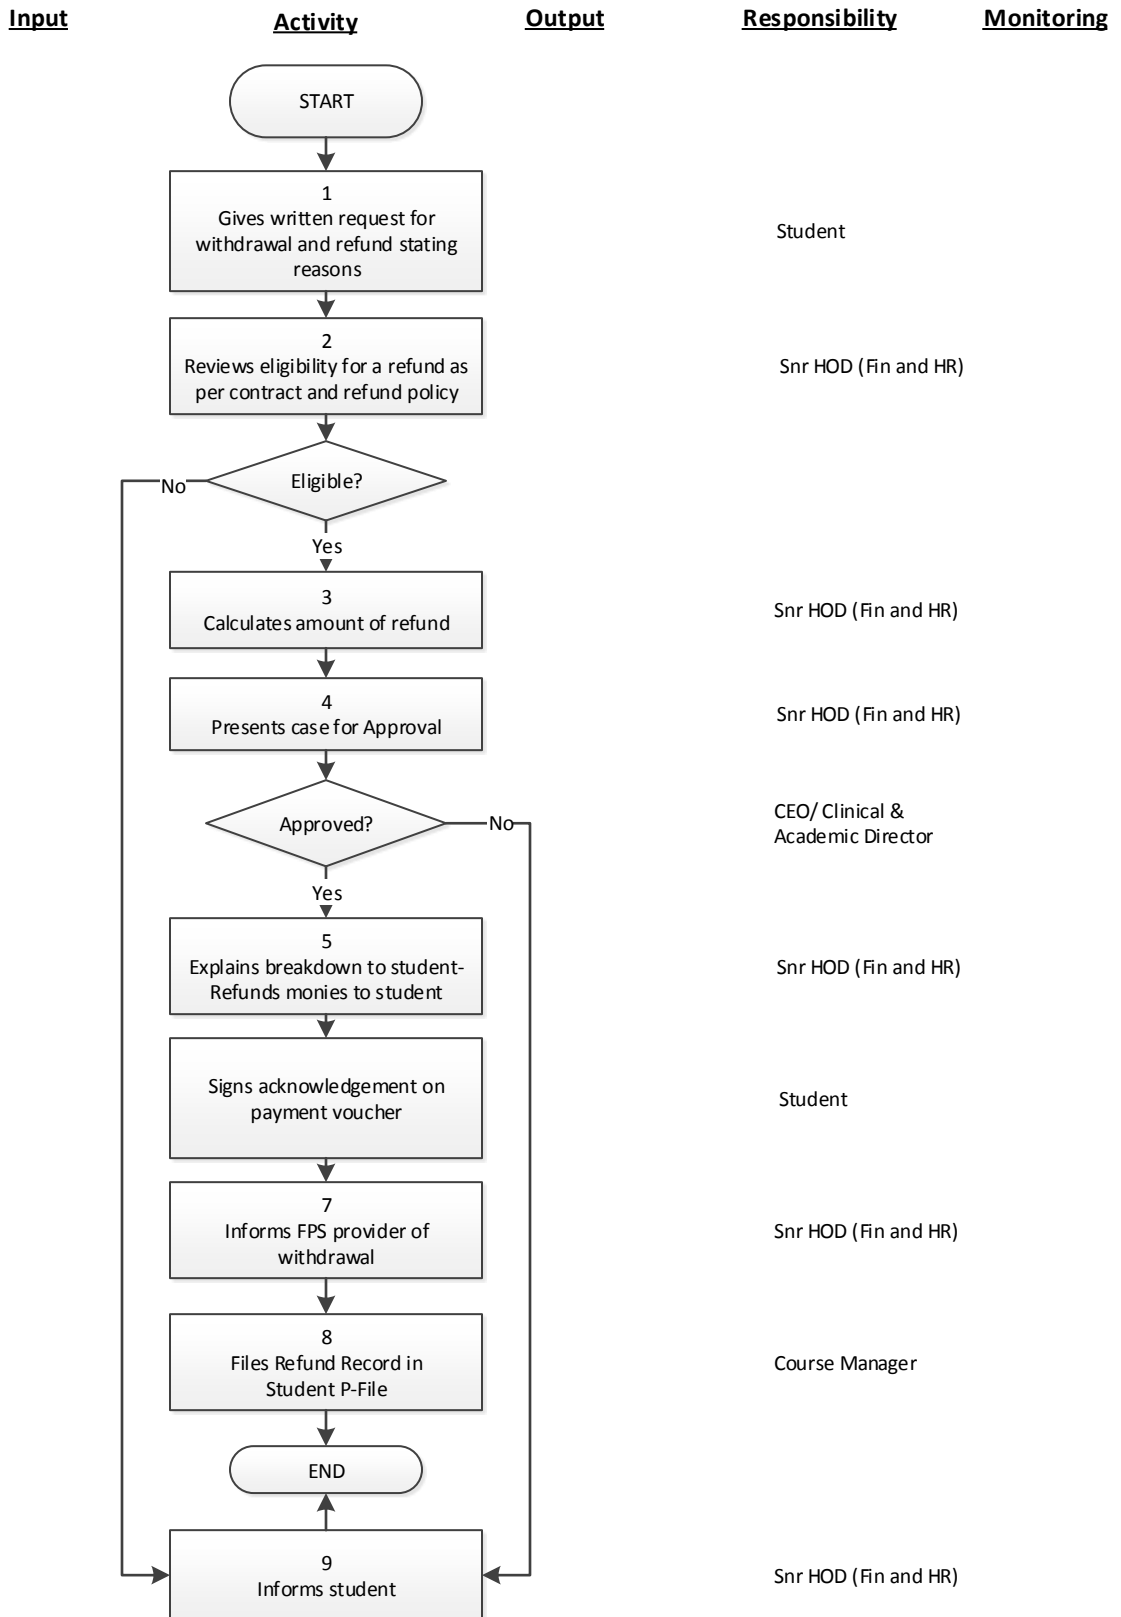 Input
Activity
Output
Responsibility
Monitoring
START
1
Gives written request for
withdrawal and refund stating
reasons
Student
2
Reviews eligibility for a refund as
per contract and refund policy
Snr HOD (Fin and HR)
Eligible?
No
Yes
3
Calculates amount of refund
Snr HOD (Fin and HR)
4
Presents case for Approval
Snr HOD (Fin and HR)
Approved?
No
CEO/ Clinical &
Academic Director
Yes
5
Explains breakdown to student-
Refunds monies to student
Snr HOD (Fin and HR)
Signs acknowledgement on
payment voucher
Student
7
Informs FPS provider of
withdrawal
Snr HOD (Fin and HR)
8
Files Refund Record in
Student P-File
Course Manager
END
9
Informs student
Snr HOD (Fin and HR)